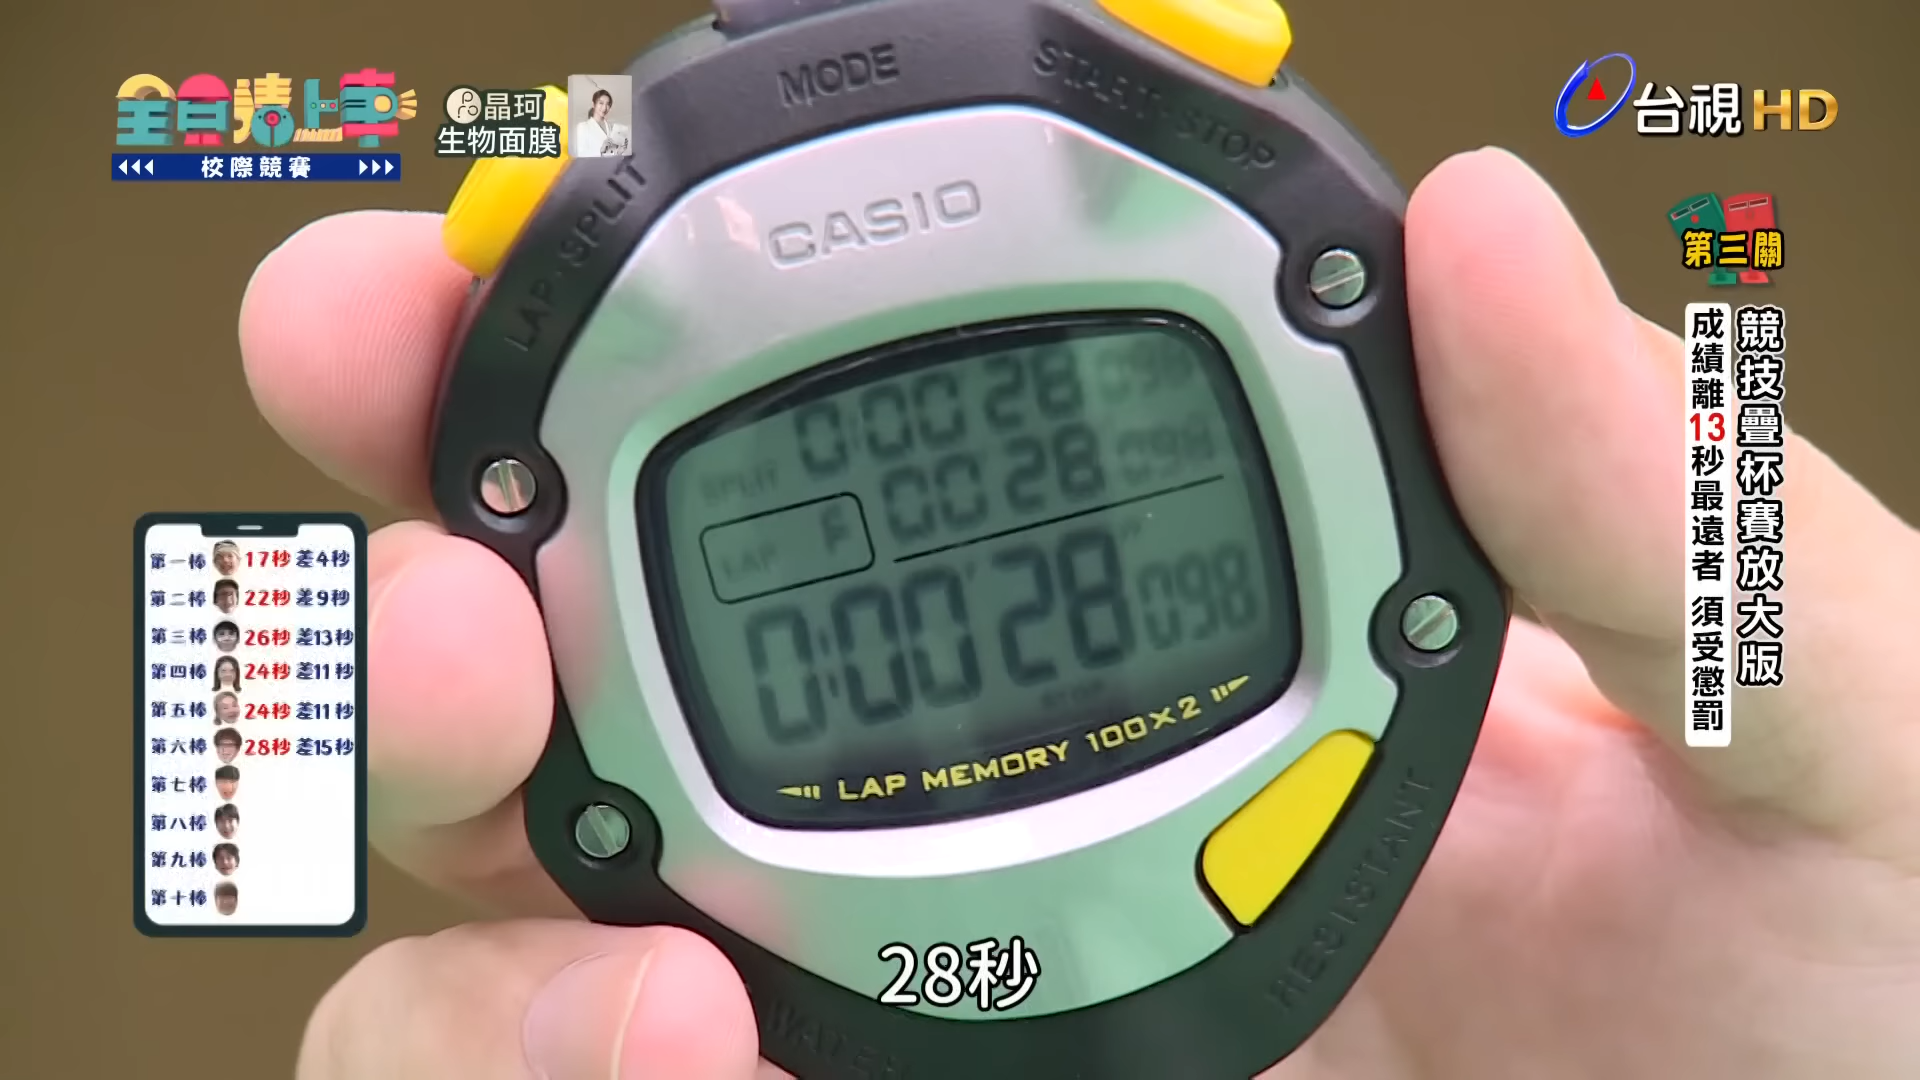 全員請上車
校際競賽
晶珂
生物面膜
台視HD
第三關
競技疊杯賽放大版
成績離13秒最遠者 須受懲罰
MODE
START·STOP
LAP·SPLIT
CASIO
SPLIT 0:00 28 098
LAP F 00 28 098
0:00'28"098
LAP MEMORY 100×2
WATER
RESISTANT
第一棒 17秒 差4秒
第二棒 22秒 差9秒
第三棒 26秒 差13秒
第四棒 24秒 差11秒
第五棒 24秒 差11秒
第六棒 28秒 差15秒
第七棒
第八棒
第九棒
第十棒
28秒